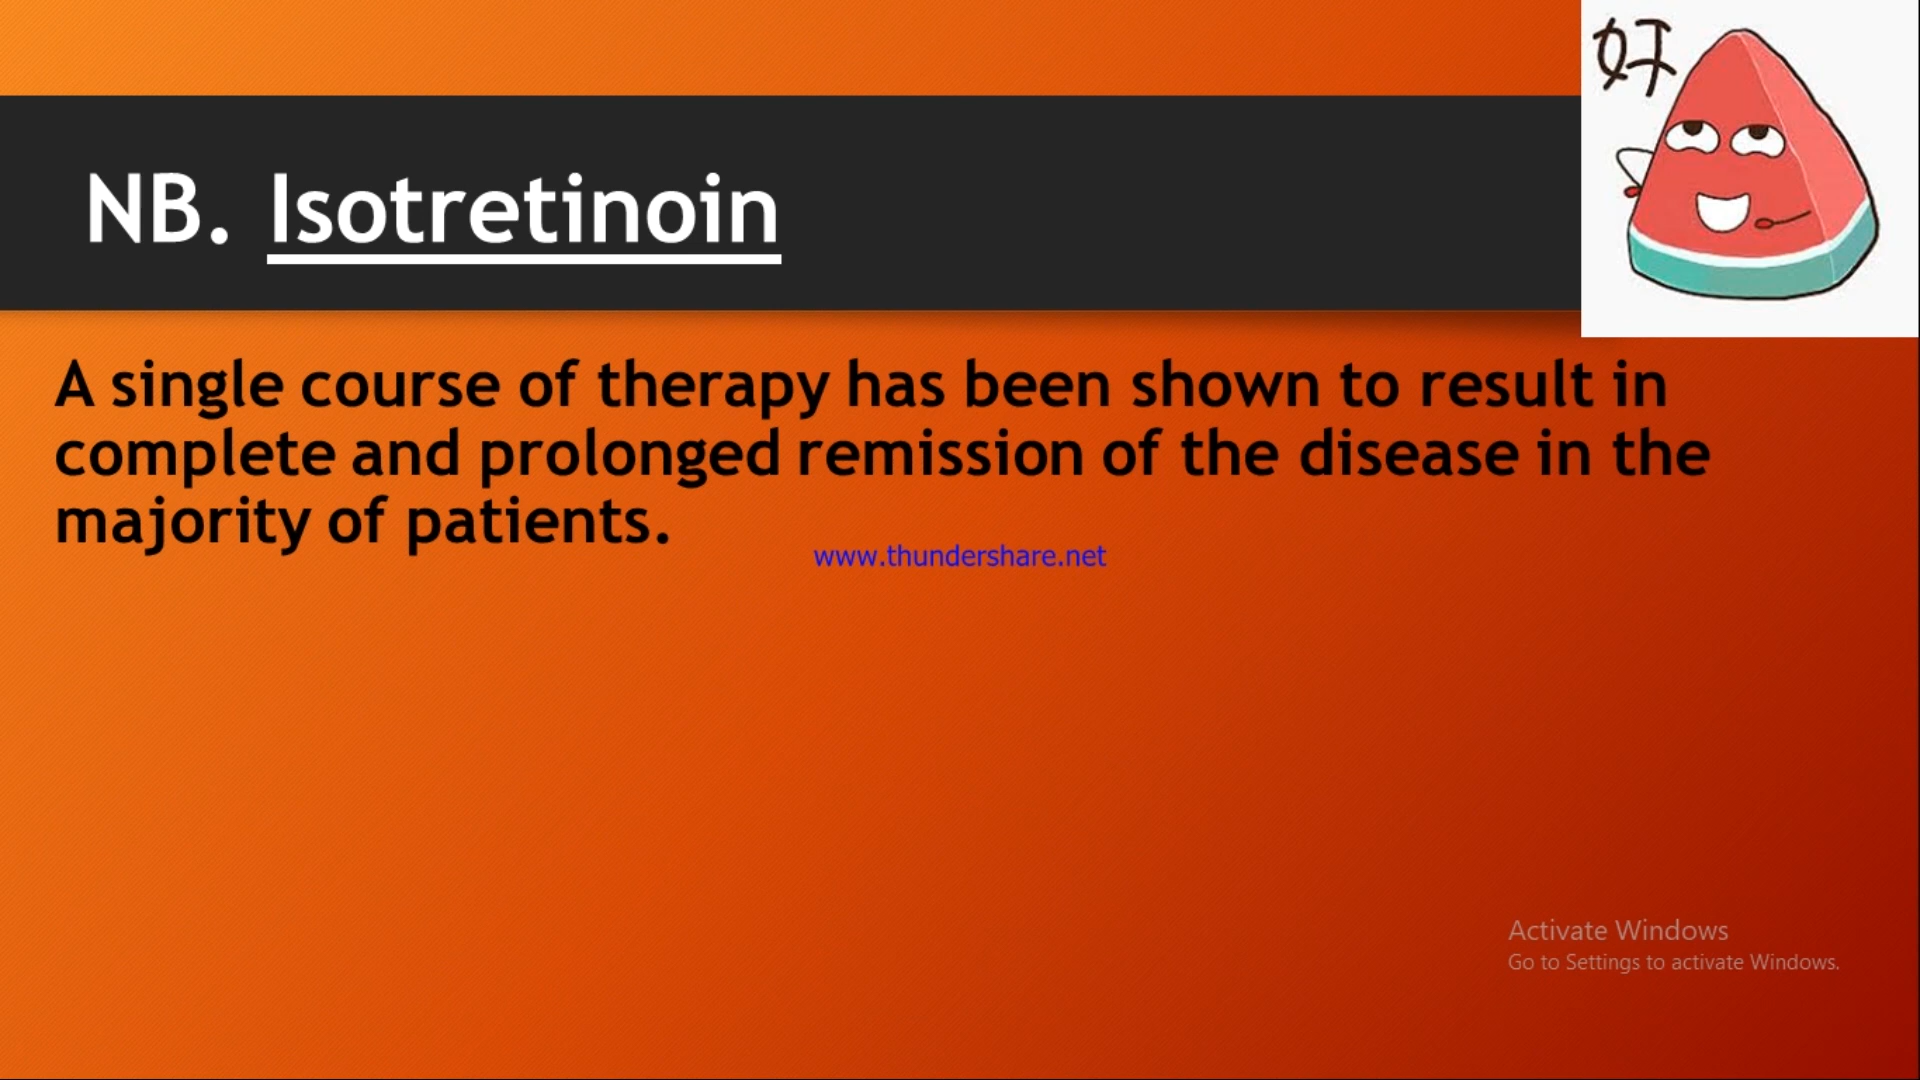 好
NB. Isotretinoin
A single course of therapy has been shown to result in
complete and prolonged remission of the disease in the
majority of patients.
www.thundershare.net
Activate Windows
Go to Settings to activate Windows.